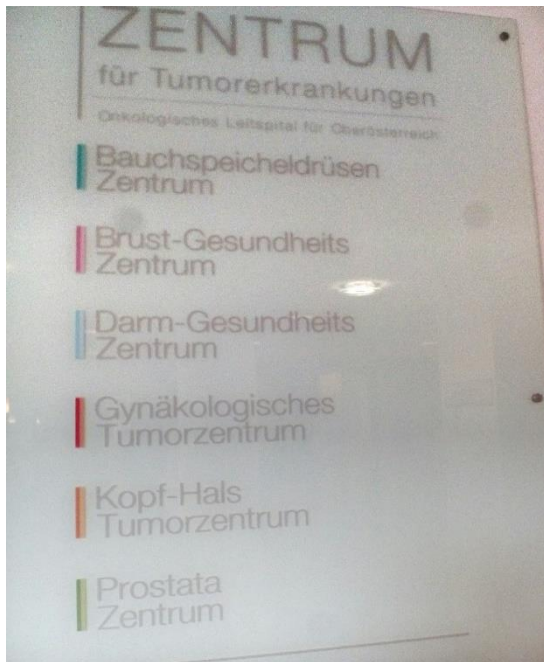 ZENTRUM
für Tumorerkrankungen
Onkologisches Leitspital für Oberösterreich
Bauchspeicheldrüsen
Zentrum
Brust-Gesundheits
Zentrum
Darm-Gesundheits
Zentrum
Gynäkologisches
Tumorzentrum
Kopf-Hals
Tumorzentrum
Prostata
Zentrum